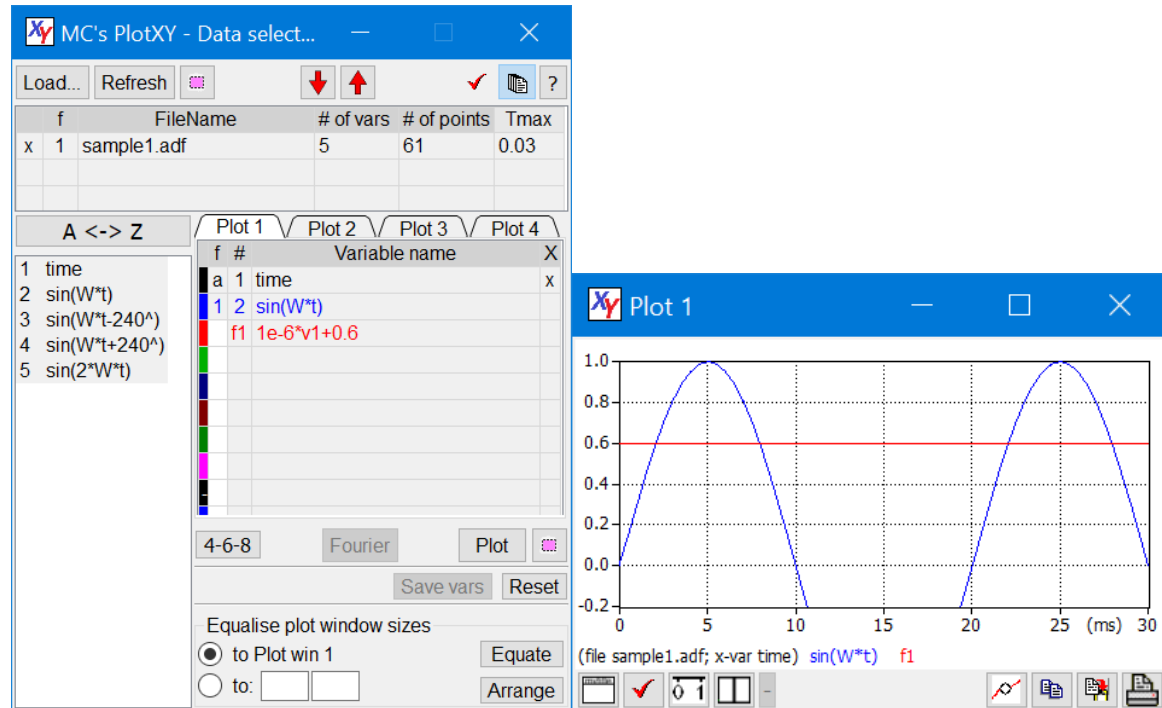 Xy MC's PlotXY - Data select...
Load... Refresh ?
f FileName # of vars # of points Tmax
x 1 sample1.adf 5 61 0.03
A <-> Z
1 time
2 sin(W*t)
3 sin(W*t-240^)
4 sin(W*t+240^)
5 sin(2*W*t)
Plot 1 Plot 2 Plot 3 Plot 4
f # Variable name X
a 1 time x
1 2 sin(W*t)
f1 1e-6*v1+0.6
4-6-8 Fourier Plot
Save vars Reset
Equalise plot window sizes
to Plot win 1 Equate
to: Arrange
Xy Plot 1
1.0
0.8
0.6
0.4
0.2
0.0
-0.2
0 5 10 15 20 25 (ms) 30
(file sample1.adf; x-var time) sin(W*t) f1
0 1